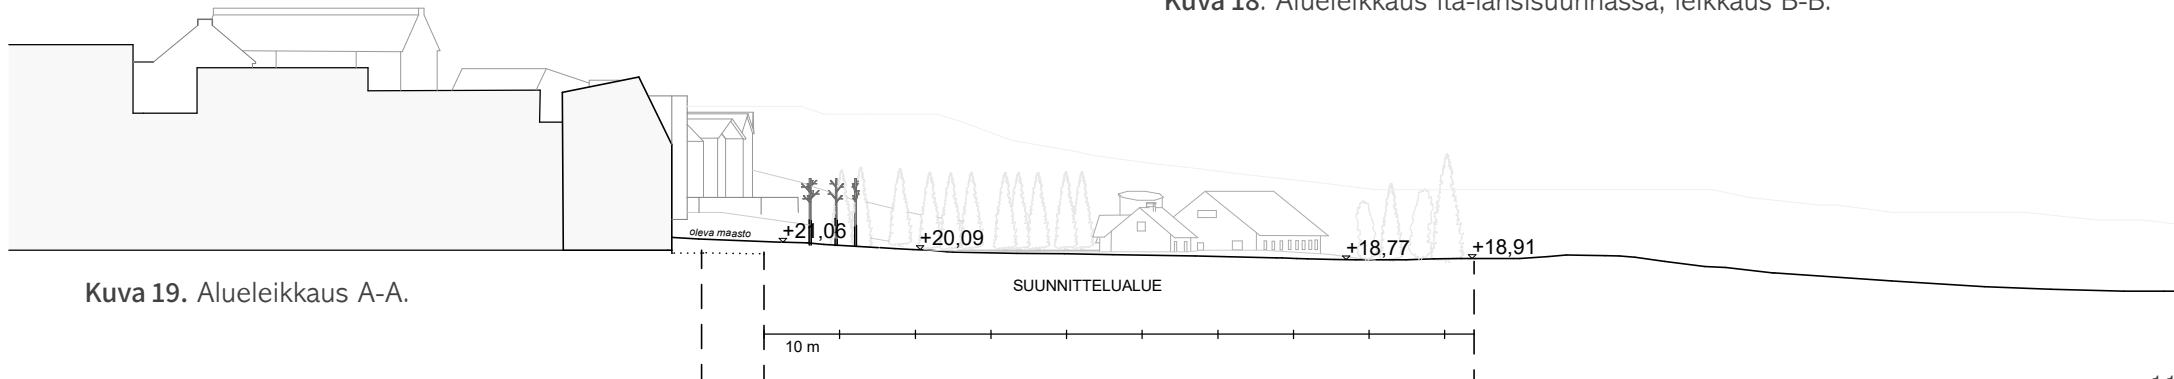 Kuva 18. Alueleikkaus itä-länsisuunnassa, leikkaus B-B.
oleva maasto
+21,06
+20,09
+18,77
+18,91
SUUNNITTELUALUE
Kuva 19. Alueleikkaus A-A.
10 m